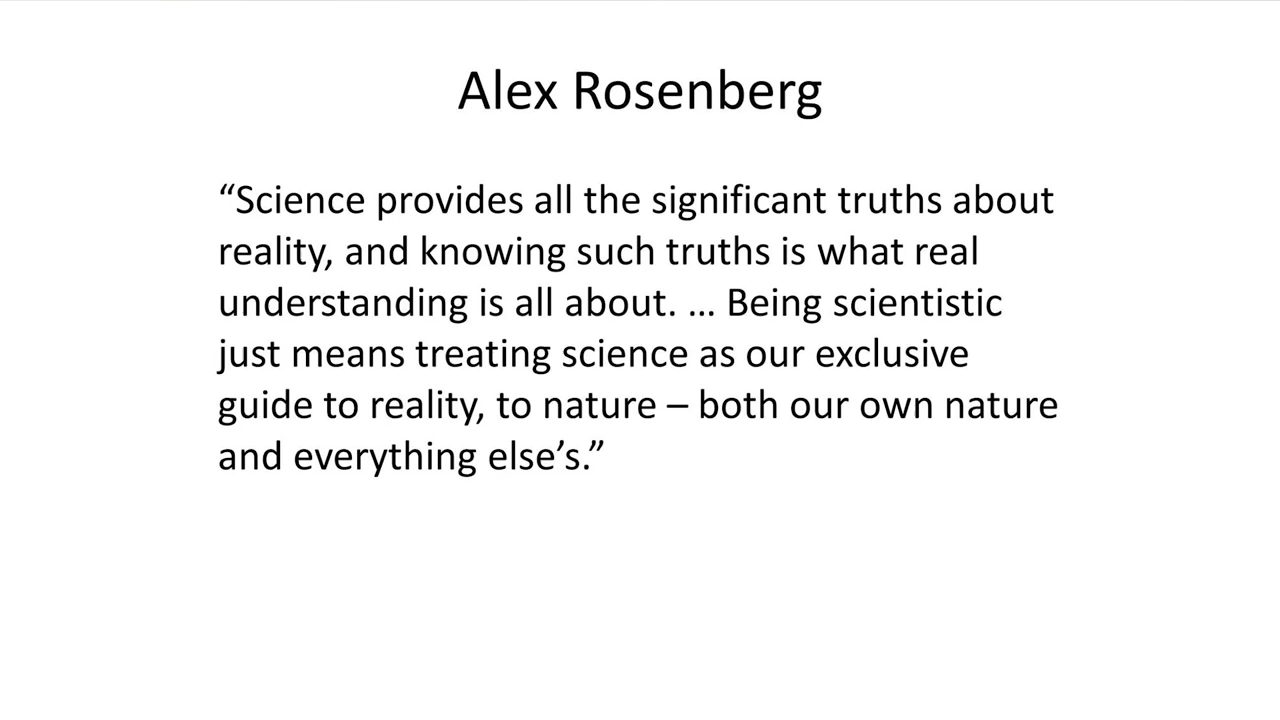 Alex Rosenberg
“Science provides all the significant truths about
reality, and knowing such truths is what real
understanding is all about. … Being scientistic
just means treating science as our exclusive
guide to reality, to nature – both our own nature
and everything else’s.”